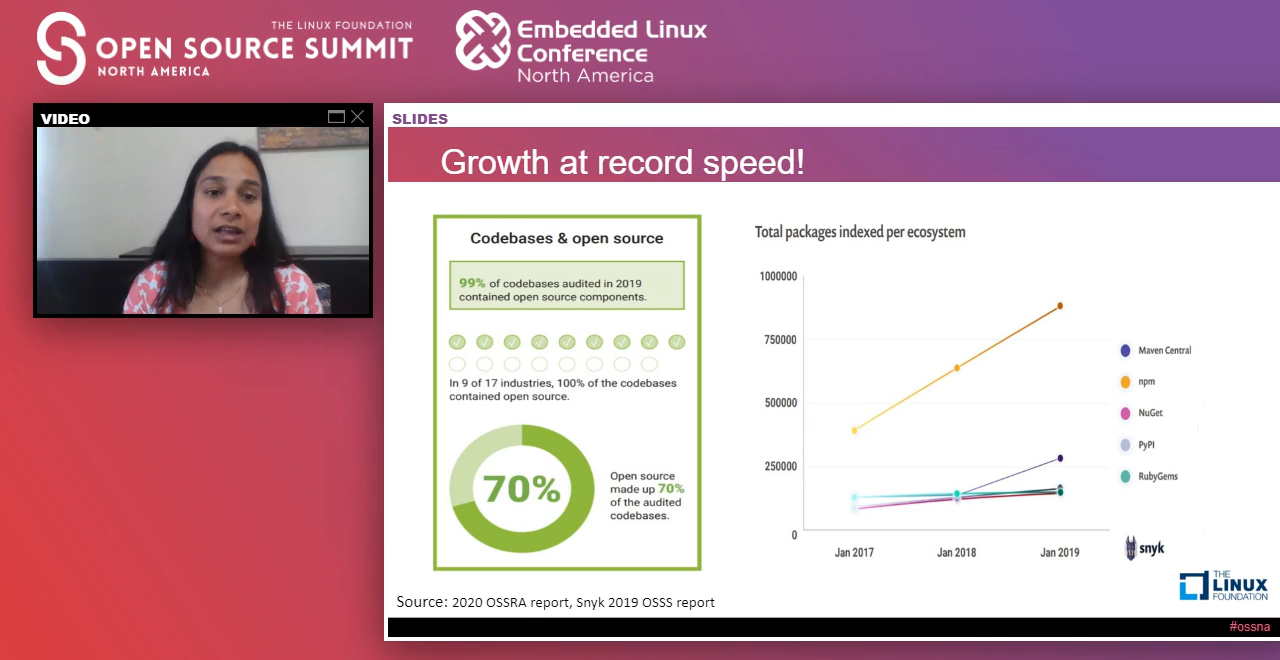 THE LINUX FOUNDATION
OPEN SOURCE SUMMIT
NORTH AMERICA
Embedded Linux
Conference
North America
VIDEO
SLIDES
Growth at record speed!
Codebases & open source
99% of codebases audited in 2019
contained open source components.
In 9 of 17 industries, 100% of the codebases
contained open source.
70%
Open source
made up 70%
of the audited
codebases.
Total packages indexed per ecosystem
1000000
750000
500000
250000
0
Jan 2017
Jan 2018
Jan 2019
Maven Central
npm
NuGet
PyPI
RubyGems
snyk
THE
LINUX
FOUNDATION
Source: 2020 OSSRA report, Snyk 2019 OSSS report
#ossna